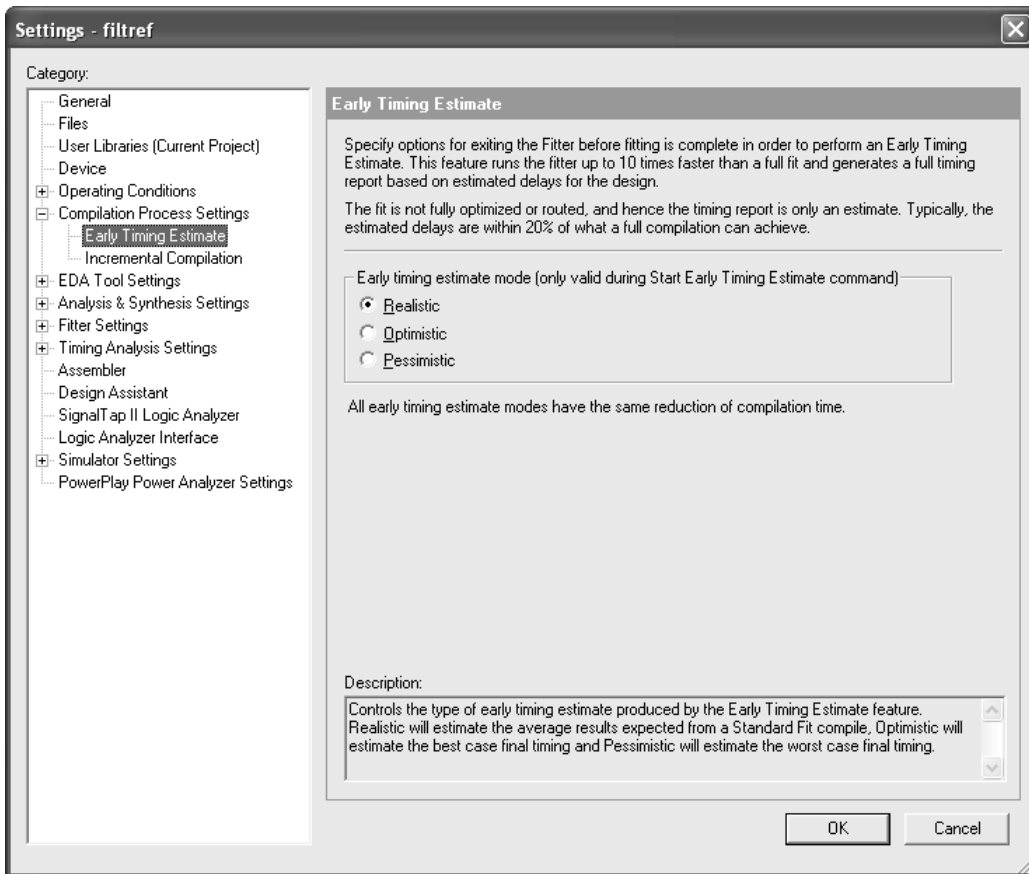 Settings - filtref
Category:
General
Files
User Libraries (Current Project)
Device
Operating Conditions
Compilation Process Settings
Early Timing Estimate
Incremental Compilation
EDA Tool Settings
Analysis & Synthesis Settings
Fitter Settings
Timing Analysis Settings
Assembler
Design Assistant
SignalTap II Logic Analyzer
Logic Analyzer Interface
Simulator Settings
PowerPlay Power Analyzer Settings
Early Timing Estimate
Specify options for exiting the Fitter before fitting is complete in order to perform an Early Timing
Estimate. This feature runs the fitter up to 10 times faster than a full fit and generates a full timing
report based on estimated delays for the design.
The fit is not fully optimized or routed, and hence the timing report is only an estimate. Typically, the
estimated delays are within 20% of what a full compilation can achieve.
Early timing estimate mode (only valid during Start Early Timing Estimate command)
Realistic
Optimistic
Pessimistic
All early timing estimate modes have the same reduction of compilation time.
Description:
Controls the type of early timing estimate produced by the Early Timing Estimate feature.
Realistic will estimate the average results expected from a Standard Fit compile, Optimistic will
estimate the best case final timing and Pessimistic will estimate the worst case final timing.
OK
Cancel